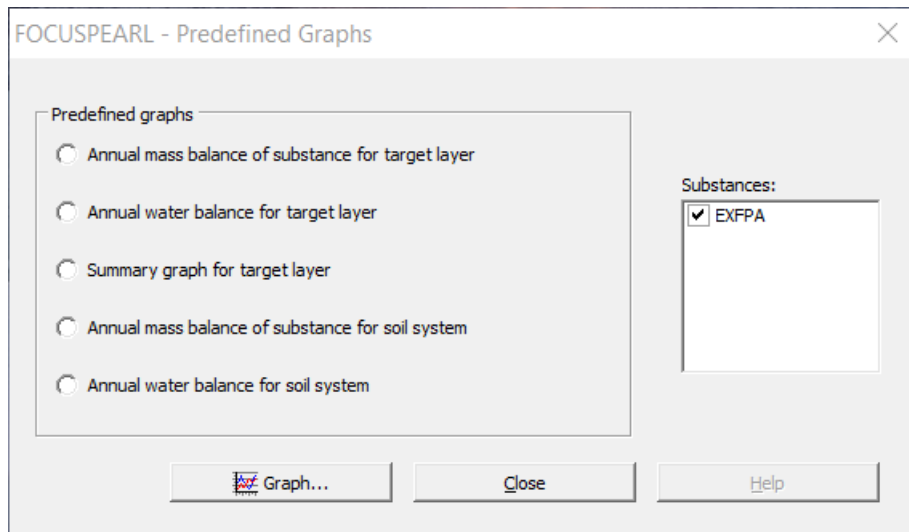 FOCUSPEARL - Predefined Graphs
Predefined graphs
Annual mass balance of substance for target layer
Annual water balance for target layer
Summary graph for target layer
Annual mass balance of substance for soil system
Annual water balance for soil system
Substances:
EXFPA
Graph...
Close
Help